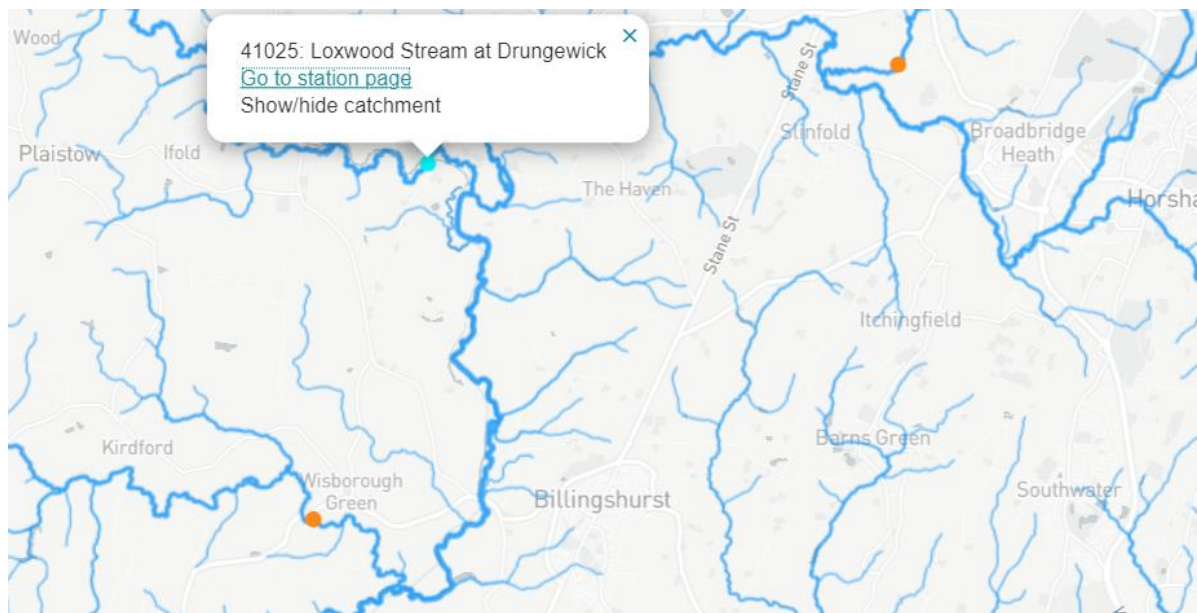 Wood
41025: Loxwood Stream at Drungewick
×
Go to station page
Show/hide catchment
Stane St
Plaistow
Ifold
Slinfold
Broadbridge
Heath
The Haven
Horsha
Stane St
Itchingfield
Kirdford
Barns Green
Wisborough
Green
Billingshurst
Southwater